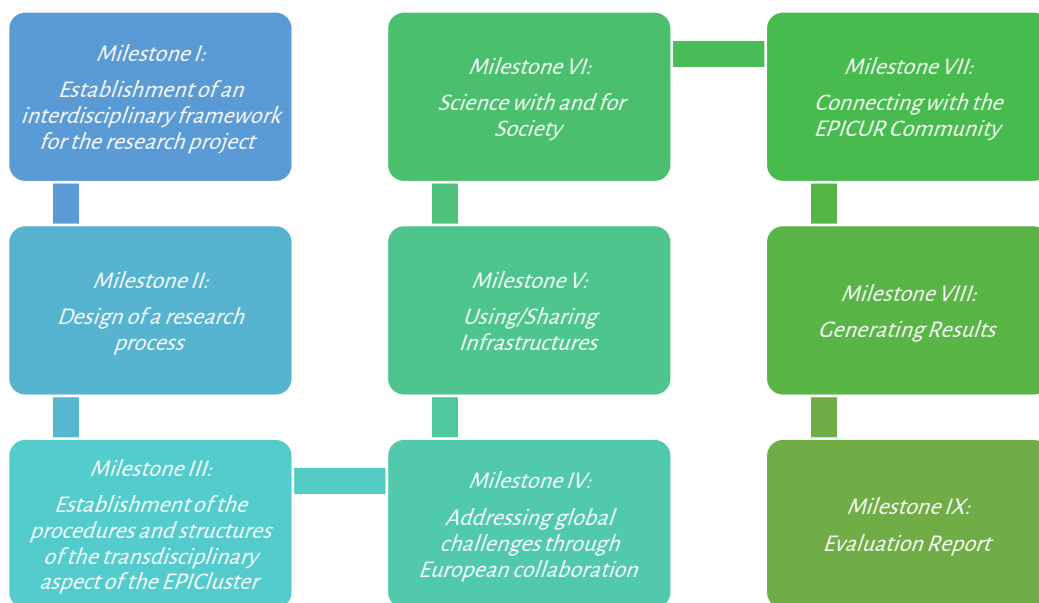 Milestone I:
Establishment of an
interdisciplinary framework
for the research project
Milestone II:
Design of a research
process
Milestone III:
Establishment of the
procedures and structures
of the transdisciplinary
aspect of the EPICluster
Milestone IV:
Addressing global
challenges through
European collaboration
Milestone V:
Using/Sharing
Infrastructures
Milestone VI:
Science with and for
Society
Milestone VII:
Connecting with the
EPICUR Community
Milestone VIII:
Generating Results
Milestone IX:
Evaluation Report